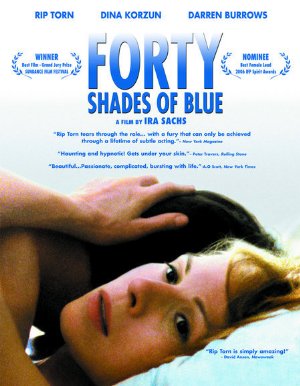 RIP TORN DINA KORZUN DARREN BURROWS
WINNER
Best Film - Grand Jury Prize
SUNDANCE FILM FESTIVAL
NOMINEE
Best Female Lead
2006 IFP Spirit Awards
FORTY
SHADES OF BLUE
A FILM BY IRA SACHS
"Rip Torn tears through the role... with a fury that can only be achieved
through a lifetime of subtle acting." - New York Magazine
"Haunting and hypnotic! Gets under your skin." - Peter Travers, Rolling Stone
"Beautiful...Passionate, complicated, bursting with life." A.O Scott, New York Times
"Rip Torn is simply amazing!"
- David Ansen, Newsweek